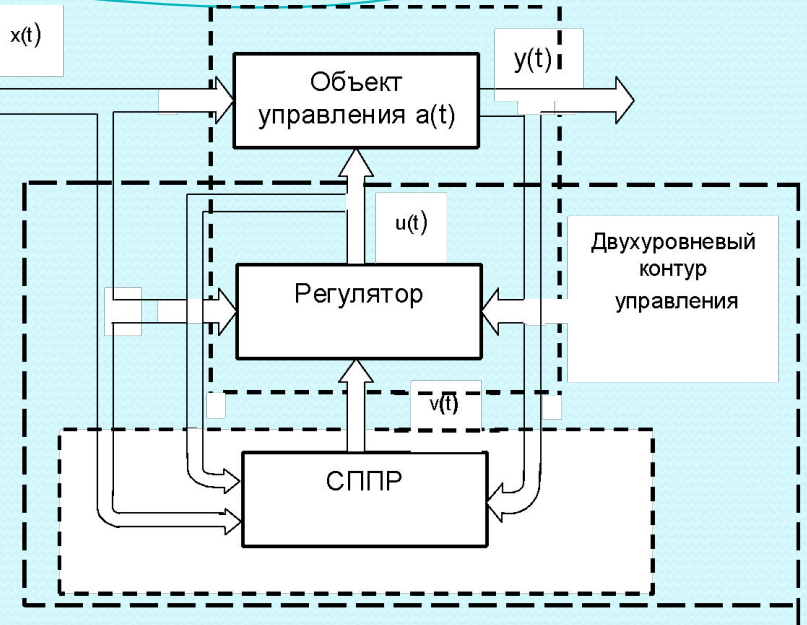 x(t)
y(t)
Объект
управления a(t)
u(t)
Двухуровневый
контур
управления
Регулятор
v(t)
СППР